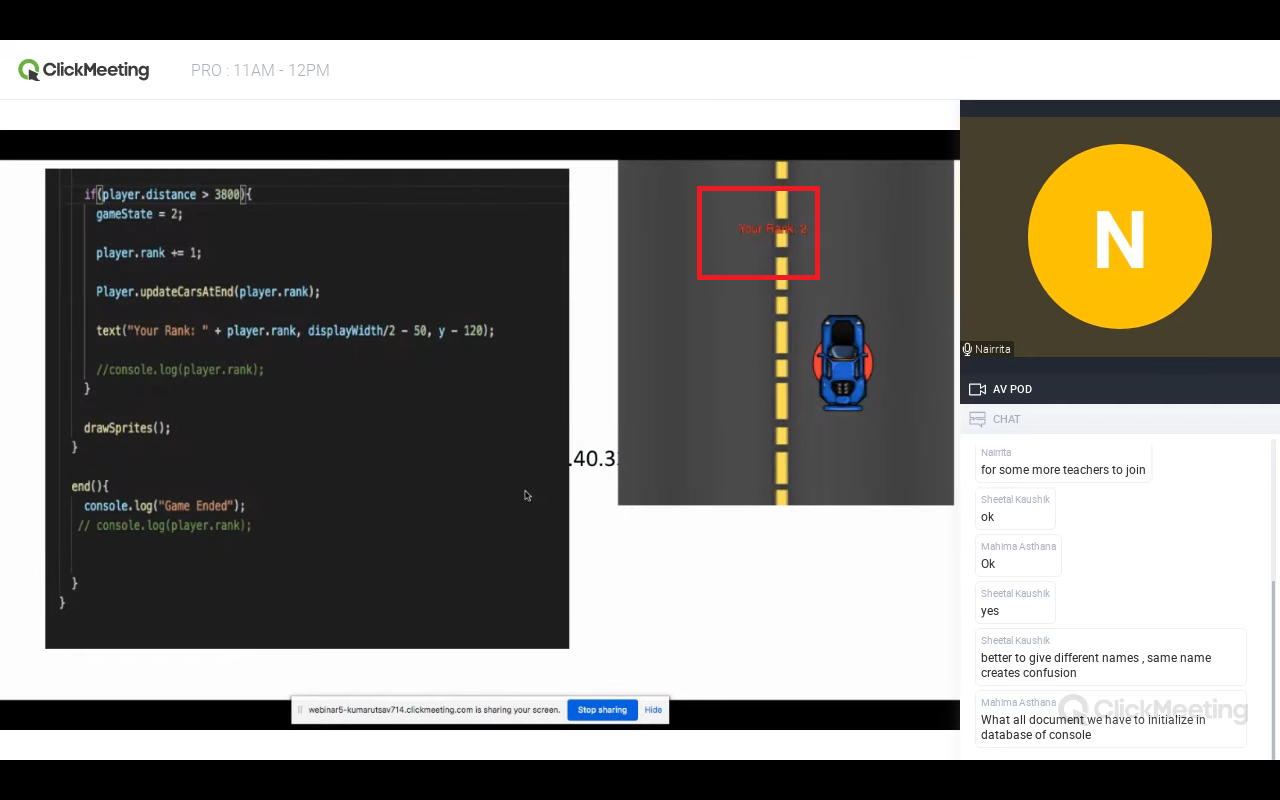 ClickMeeting
PRO : 11AM - 12PM
if(player.distance > 3800){
gameState = 2;
player.rank += 1;
Player.updateCarsAtEnd(player.rank);
text("Your Rank: " + player.rank, displayWidth/2 - 50, y - 120);
//console.log(player.rank);
}
drawSprites();
}
end(){
console.log("Game Ended");
// console.log(player.rank);
}
}
.40.3
Your Rank: 2
webinar5-kumarutsav714.clickmeeting.com is sharing your screen.
Stop sharing
Hide
N
Nairrita
AV POD
CHAT
Nairrita
for some more teachers to join
Sheetal Kaushik
ok
Mahima Asthana
Ok
Sheetal Kaushik
yes
Sheetal Kaushik
better to give different names , same name
creates confusion
Mahima Asthana
What all document we have to initialize in
database of console
ClickMeeting